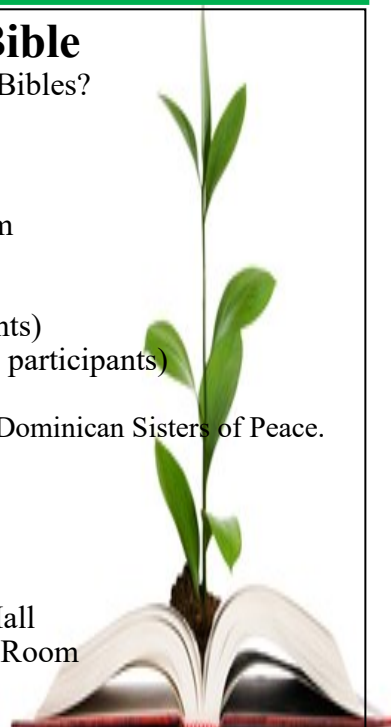 Bible
Bibles?
m
nts)
participants)
Dominican Sisters of Peace.
Hall
Room